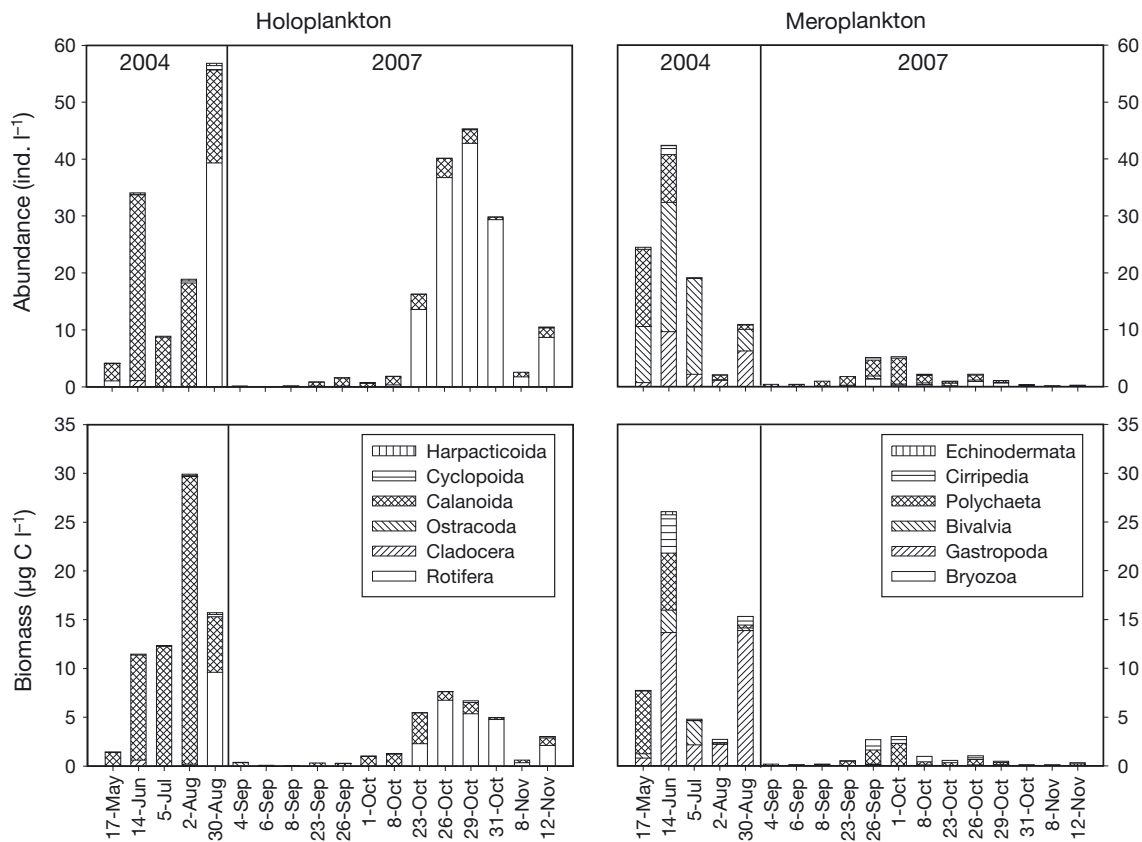 Holoplankton
Meroplankton
2004
2007
2004
2007
Abundance (ind. l⁻¹)
60
50
40
30
20
10
0
60
50
40
30
20
10
0
Biomass (µg C l⁻¹)
35
30
25
20
15
10
5
0
Harpacticoida
Cyclopoida
Calanoida
Ostracoda
Cladocera
Rotifera
Echinodermata
Cirripedia
Polychaeta
Bivalvia
Gastropoda
Bryozoa
35
30
25
20
15
10
5
0
17-May
14-Jun
5-Jul
2-Aug
30-Aug
4-Sep
6-Sep
8-Sep
23-Sep
26-Sep
1-Oct
8-Oct
23-Oct
26-Oct
29-Oct
31-Oct
8-Nov
12-Nov
17-May
14-Jun
5-Jul
2-Aug
30-Aug
4-Sep
6-Sep
8-Sep
23-Sep
26-Sep
1-Oct
8-Oct
23-Oct
26-Oct
29-Oct
31-Oct
8-Nov
12-Nov